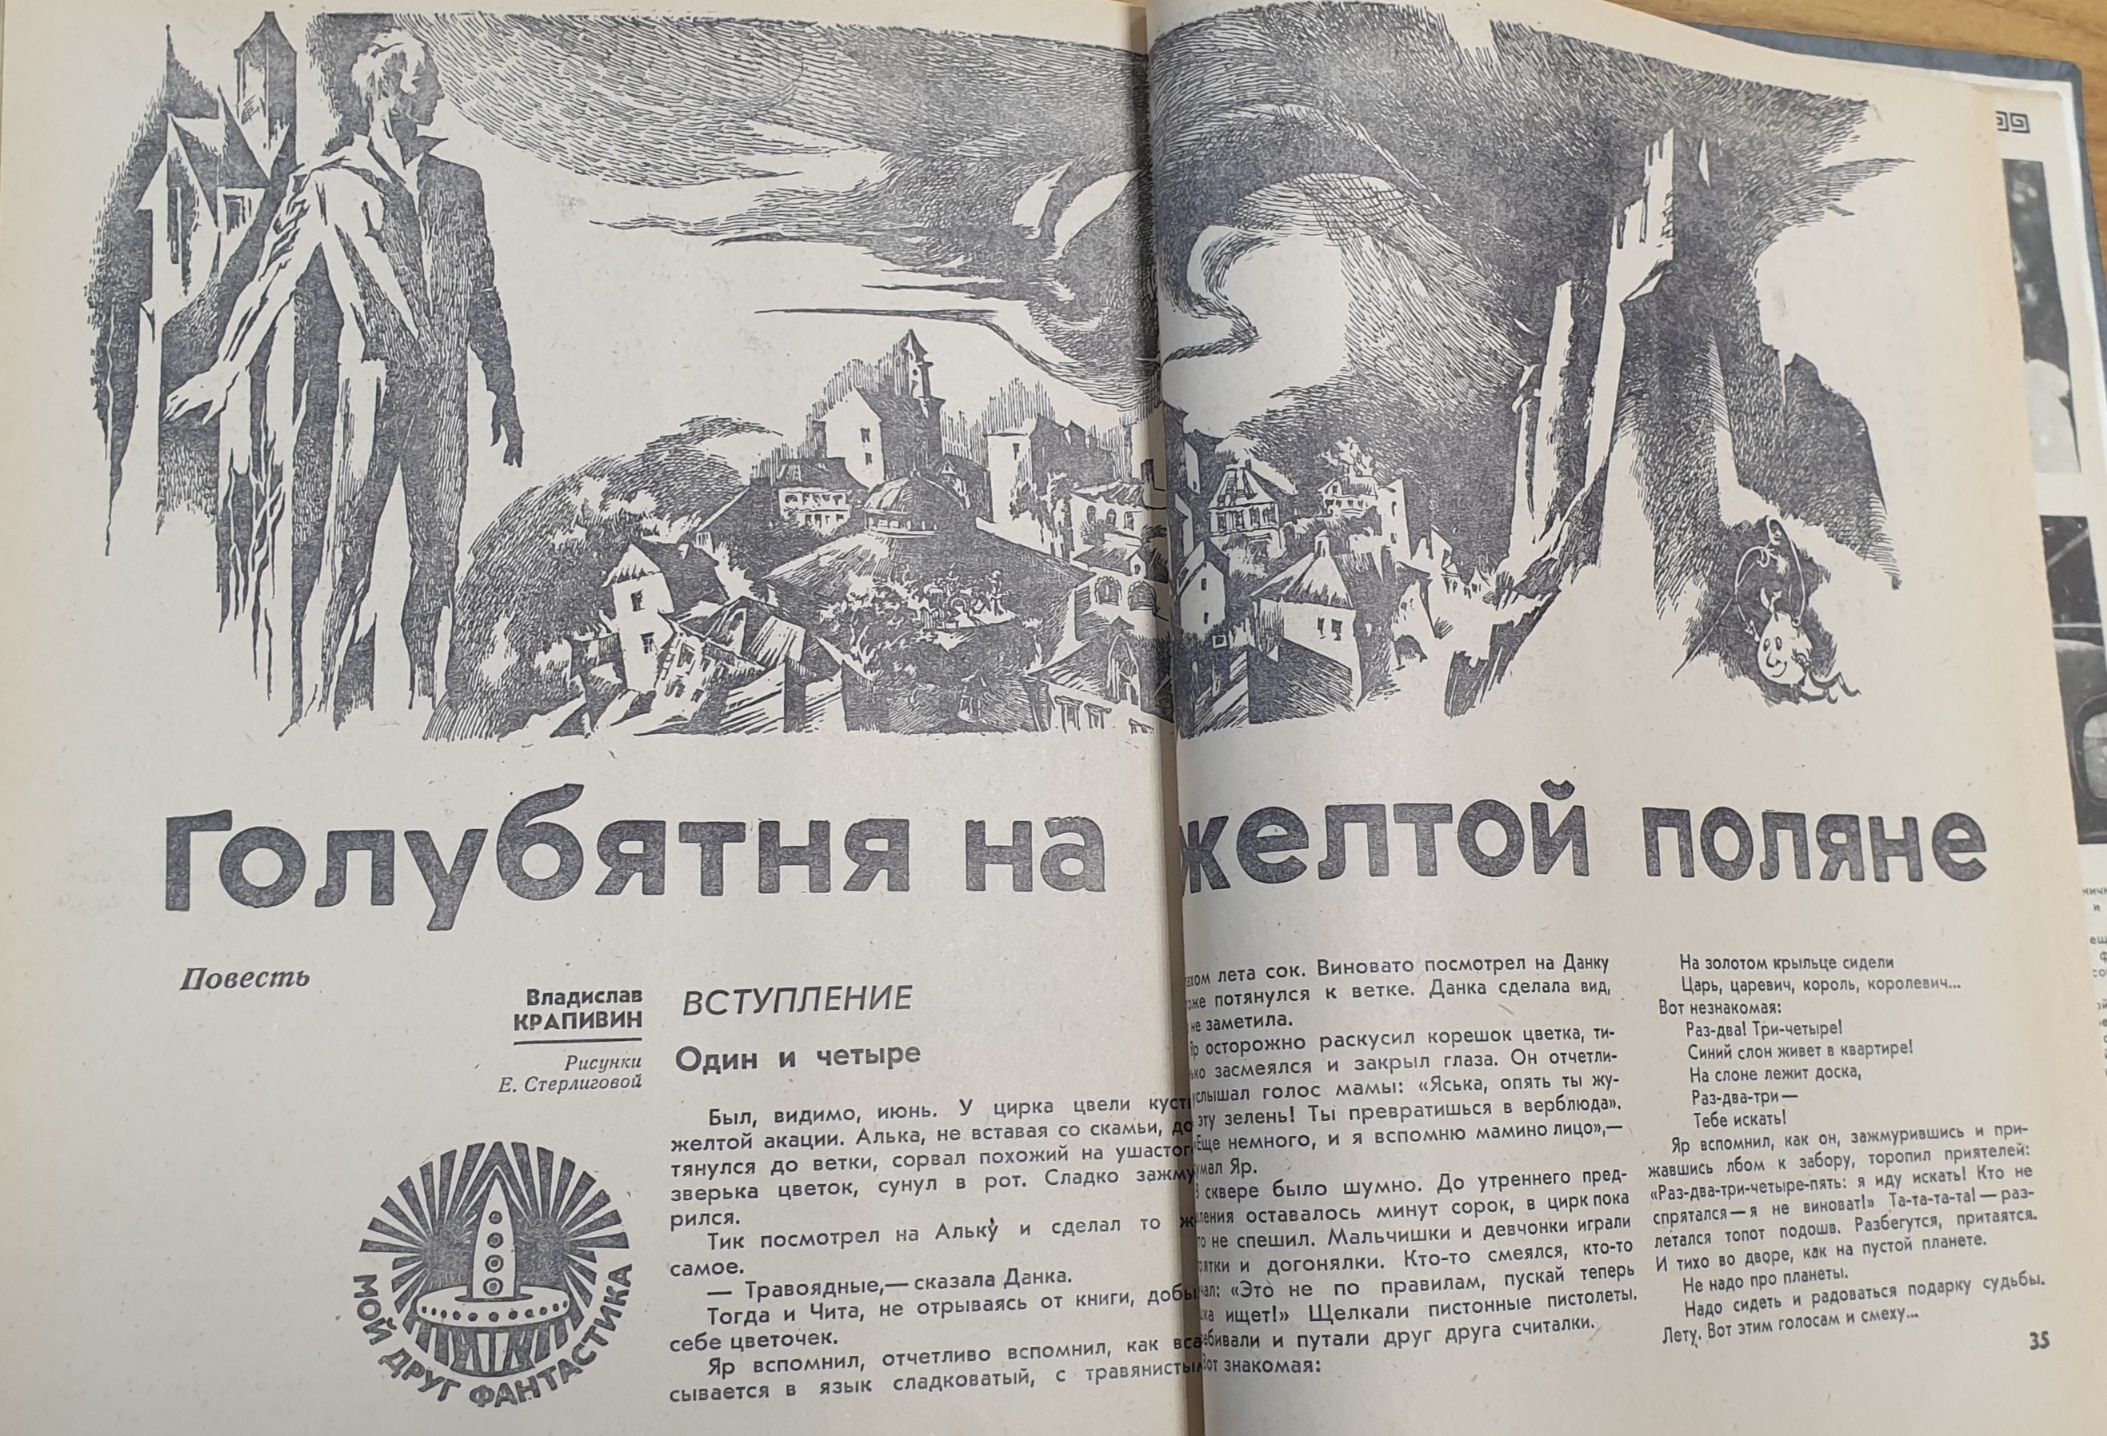 Голубятня на желтой поляне
Повесть
Владислав
КРАПИВИН
Рисунки
Е. Стерлиговой
МОЙ ДРУГ ФАНТАСТИКА
ВСТУПЛЕНИЕ
Один и четыре
Был, видимо, июнь. У цирка цвели
желтой акации. Алька, не вставая со скамьи,
тянулся до ветки, сорвал похожий на
зверька цветок, сунул в рот. Сладко
рился.
Тик посмотрел на Альку и сделал то
самое.
— Травоядные,— сказала Данка.
Тогда и Чита, не отрываясь от книги,
себе цветочек.
Яр вспомнил, отчетливо вспомнил, как
сывается в язык сладковатый, с
лета сок. Виновато посмотрел на Данку
потянулся к ветке. Данка сделала вид,
не заметила.
осторожно раскусил корешок цветка, ти-
засмеялся и закрыл глаза. Он отчетли-
услышал голос мамы: «Яська, опять ты жу-
эту зелень! Ты превратишься в верблюда».
«Еще немного, и я вспомню мамино лицо»,—
Яр.
сквере было шумно. До утреннего пред-
оставалось минут сорок, в цирк пока
не спешил. Мальчишки и девчонки играли
и догонялки. Кто-то смеялся, кто-то
«Это не по правилам, пускай теперь
ищет!» Щелкали пистонные пистолеты.
и путали друг друга считалки.
Вот знакомая:
На золотом крыльце сидели
Царь, царевич, король, королевич...
Вот незнакомая:
Раз-два! Три-четыре!
Синий слон живет в квартире!
На слоне лежит доска,
Раз-два-три —
Тебе искать!
Яр вспомнил, как он, зажмурившись и при-
жавшись лбом к забору, торопил приятелей:
«Раз-два-три-четыре-пять: я иду искать! Кто не
спрятался — я не виноват!» Та-та-та-та! — раз-
летался топот подошв. Разбегутся, притаятся.
И тихо во дворе, как на пустой планете.
Не надо про планеты.
Надо сидеть и радоваться подарку судьбы.
Лету. Вот этим голосам и смеху...
35